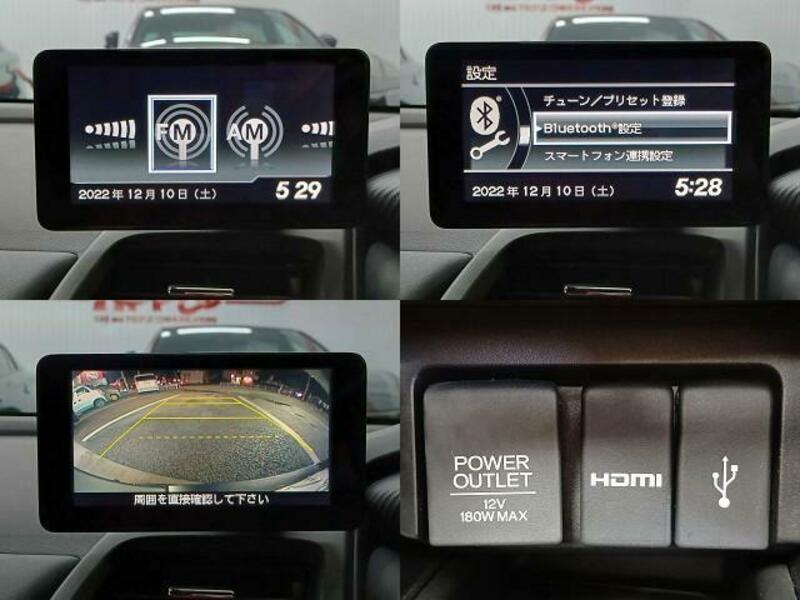 FM
AM
2022年12月10日（土）
5 29
設定
チューン／プリセット登録
Bluetooth®設定
スマートフォン連携設定
2022年12月10日（土）
5:28
周囲を直接確認して下さい
POWER
OUTLET
12V
180W MAX
HDMI